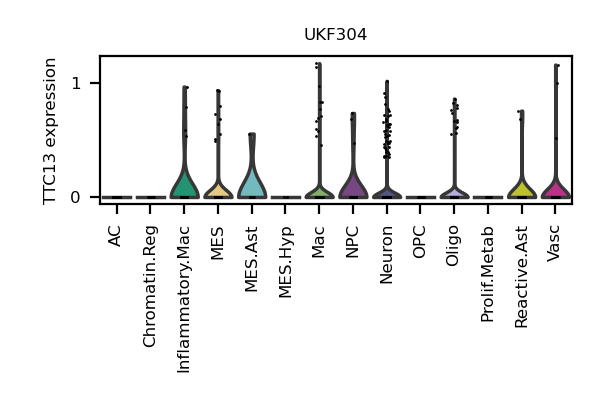 UKF304
TTC13 expression
1
0
AC
Chromatin.Reg
Inflammatory.Mac
MES
MES.Ast
MES.Hyp
Mac
NPC
Neuron
OPC
Oligo
Prolif.Metab
Reactive.Ast
Vasc